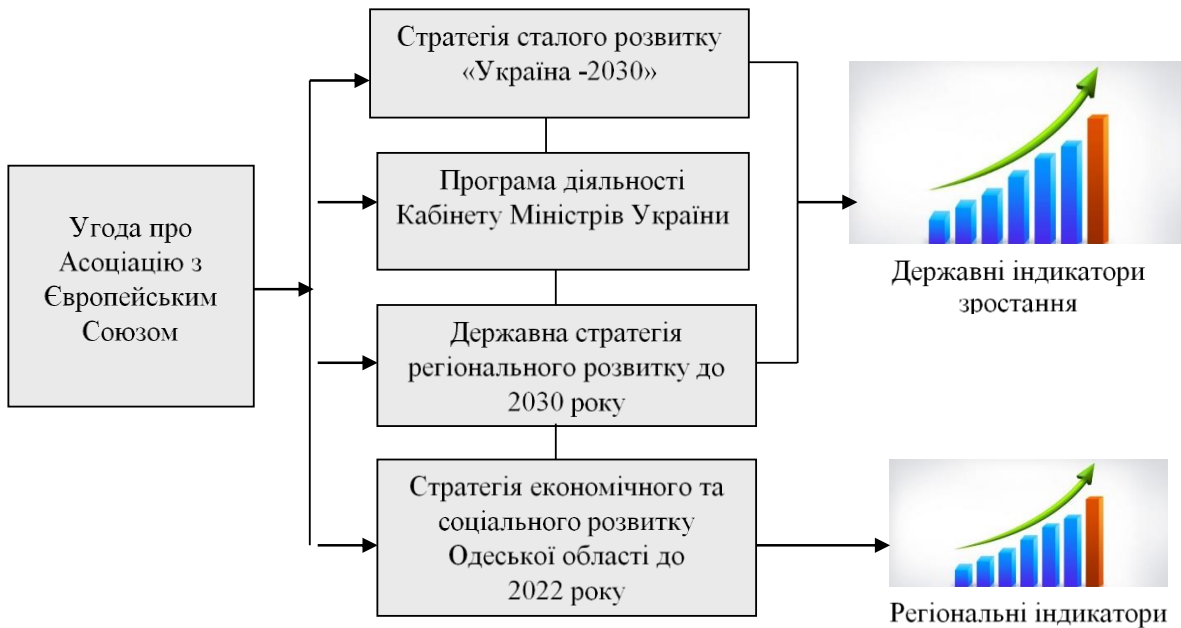 Стратегія сталого розвитку
«Україна -2030»
Програма діяльності
Кабінету Міністрів України
Угода про
Асоціацію з
Європейським
Союзом
Державні індикатори
зростання
Державна стратегія
регіонального розвитку до
2030 року
Стратегія економічного та
соціального розвитку
Одеської області до
2022 року
Регіональні індикатори